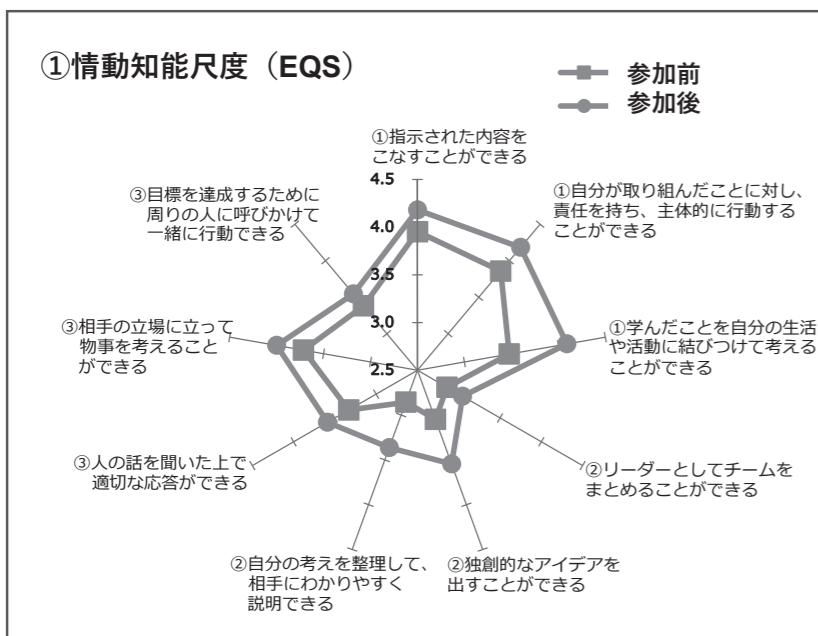 ①情動知能尺度（EQS）
参加前
参加後
①指示された内容を
こなすことができる
①自分が取り組んだことに対し、
責任を持ち、主体的に行動する
ことができる
①学んだことを自分の生活
や活動に結びつけて考える
ことができる
②リーダーとしてチームを
まとめることができる
②独創的なアイデアを
出すことができる
②自分の考えを整理して、
相手にわかりやすく
説明できる
③人の話を聞いた上で
適切な応答ができる
③相手の立場に立って
物事を考えること
ができる
③目標を達成するために
周りの人に呼びかけて
一緒に行動できる
4.5
4.0
3.5
3.0
2.5